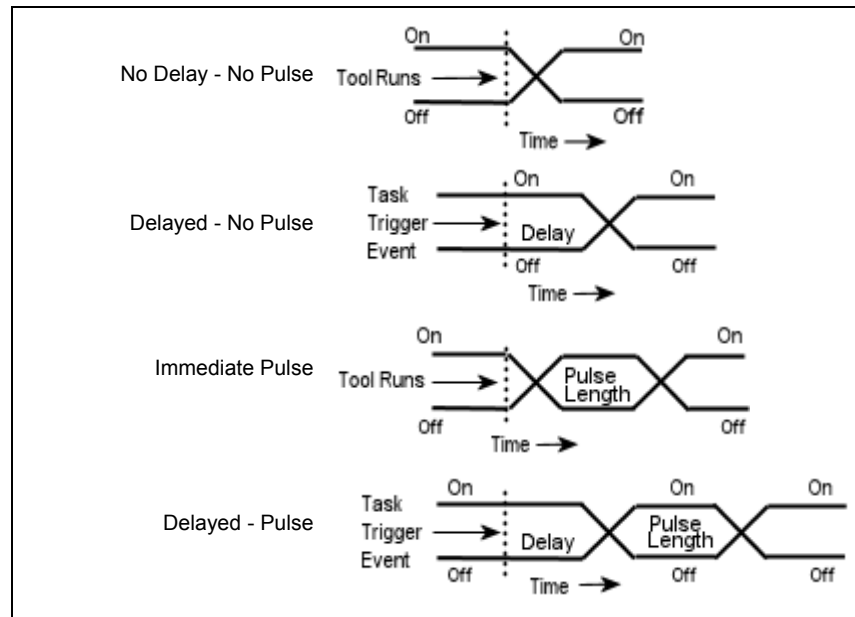 On On
No Delay - No Pulse Tool Runs
Off Off
Time
Task On On
Delayed - No Pulse Trigger Delay
Event Off Off
Time
On On
Immediate Pulse Tool Runs Pulse Length
Off Off
Time
Task On On On
Delayed - Pulse Trigger Delay Pulse Length
Event
Off Off Off
Time